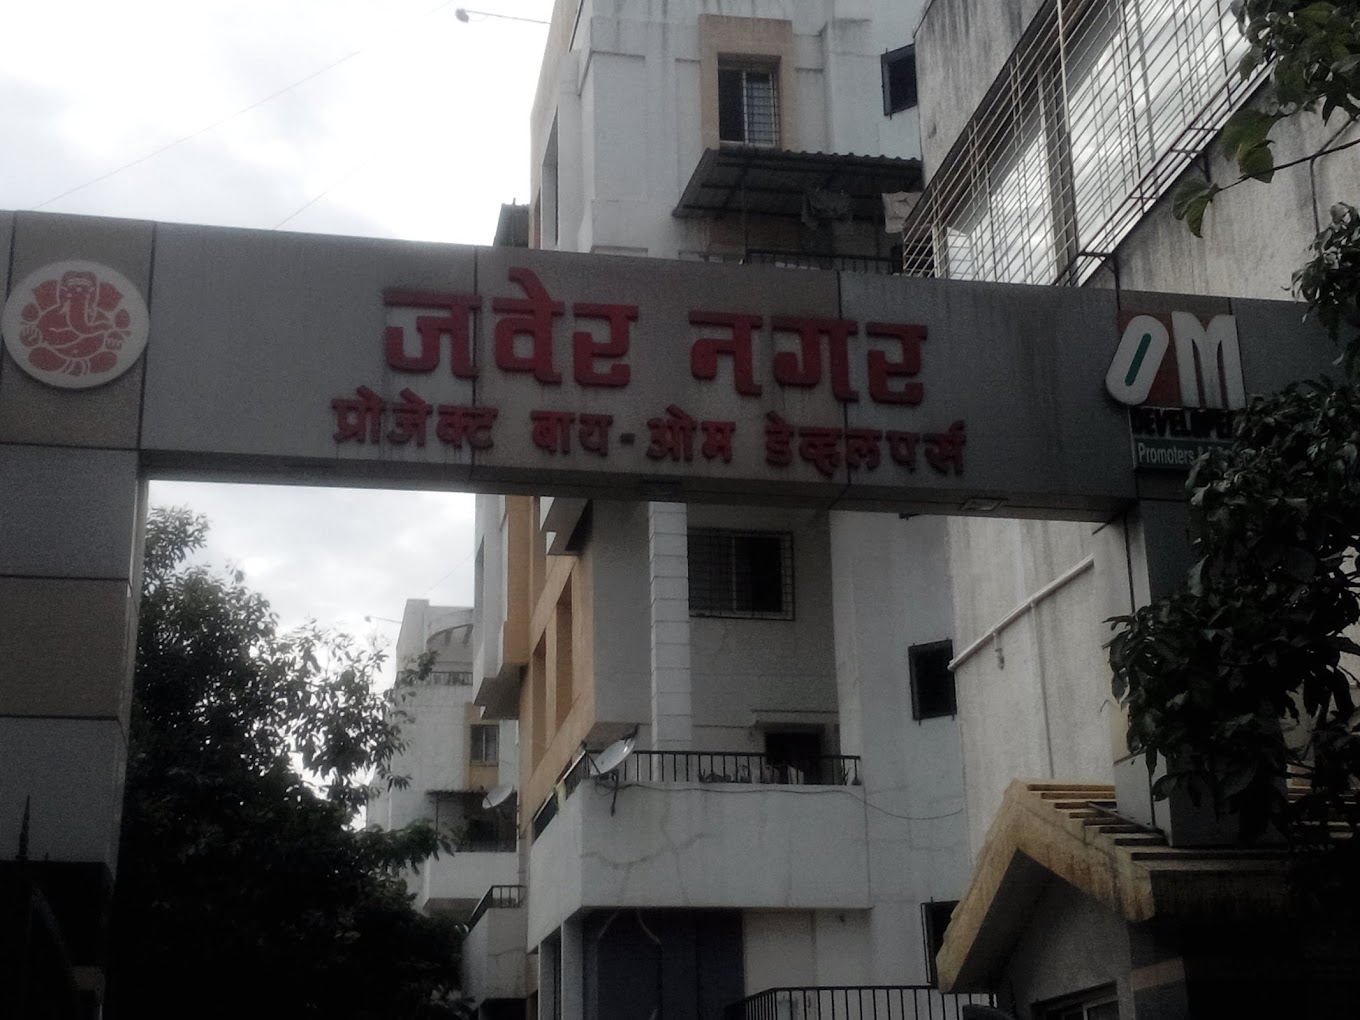 जवेर नगर
प्रोजेक्ट बाय - ओम डेव्हलपर्स
OM
Promoters